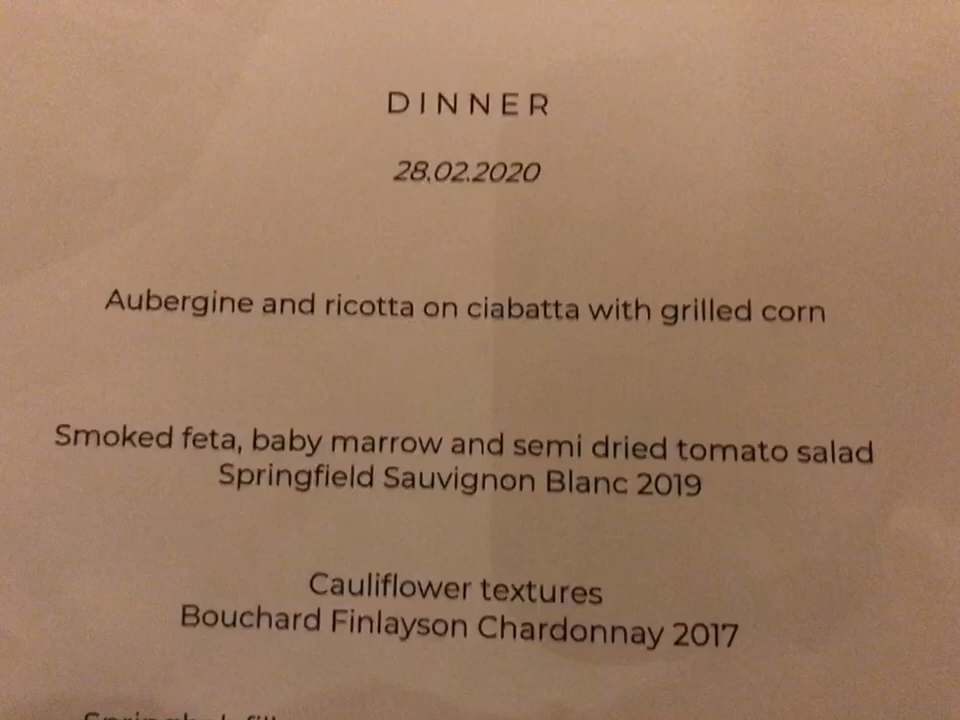 DINNER
28.02.2020
Aubergine and ricotta on ciabatta with grilled corn
Smoked feta, baby marrow and semi dried tomato salad
Springfield Sauvignon Blanc 2019
Cauliflower textures
Bouchard Finlayson Chardonnay 2017